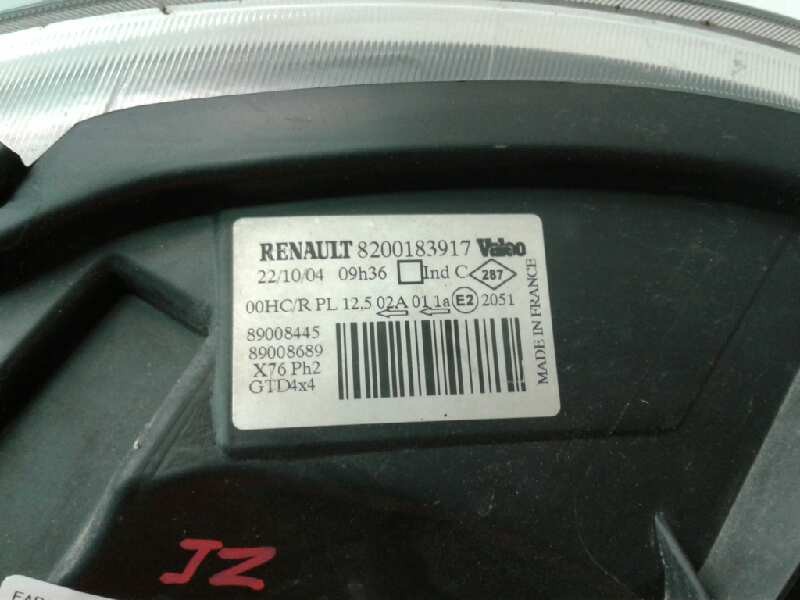 RENAULT 8200183917 Valeo
22/10/04 09h36 Ind C 287
00HC/R PL 12.5 02A 01 1a E2 2051
89008445
89008689
X76 Ph2
GTD4x4
MADE IN FRANCE
JZ